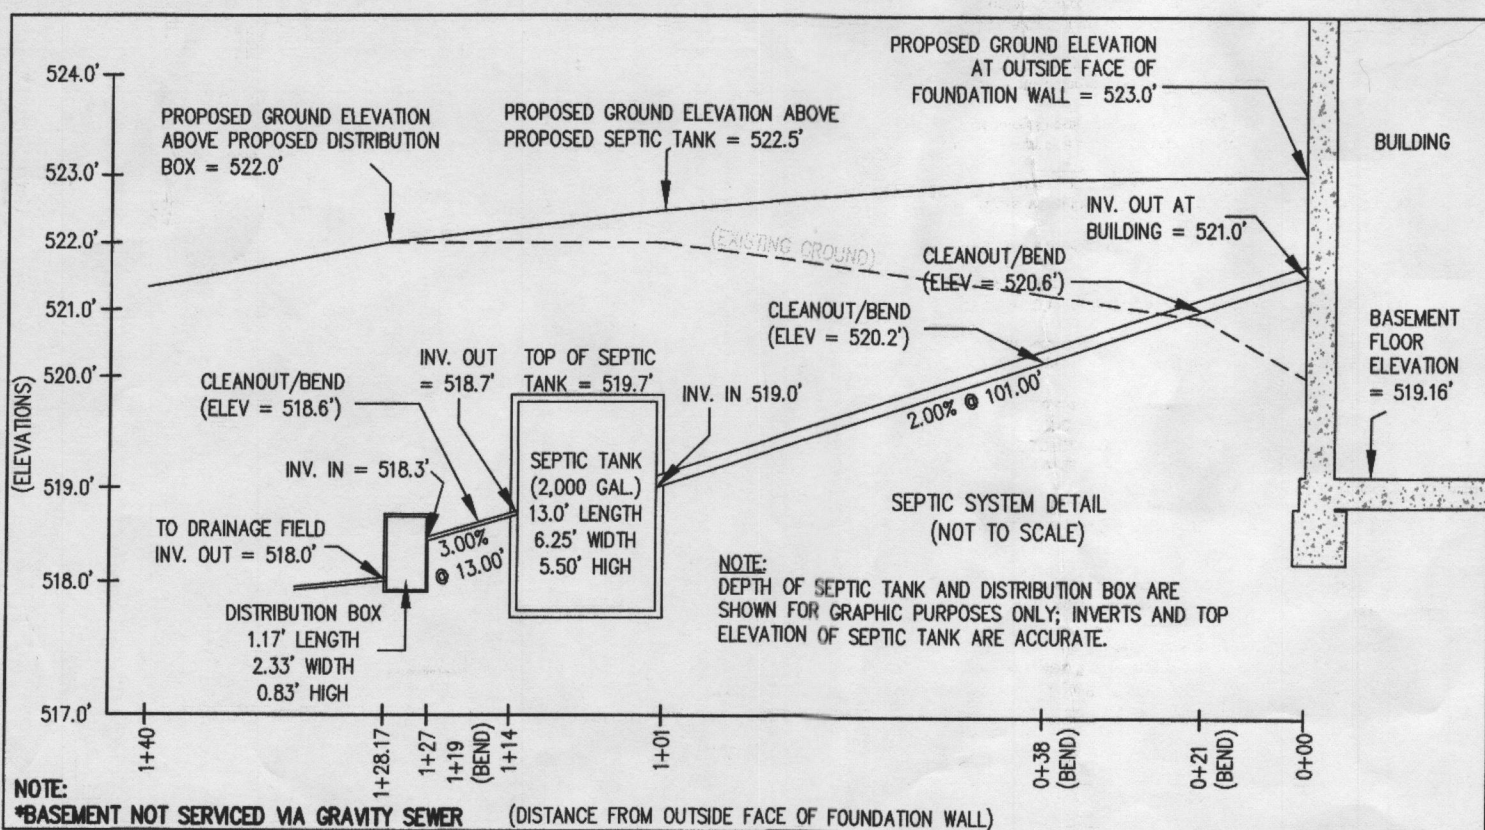 524.0'
523.0'
522.0'
521.0'
520.0'
519.0'
518.0'
517.0'
(ELEVATIONS)
PROPOSED GROUND ELEVATION
ABOVE PROPOSED DISTRIBUTION
BOX = 522.0'
PROPOSED GROUND ELEVATION ABOVE
PROPOSED SEPTIC TANK = 522.5'
PROPOSED GROUND ELEVATION
AT OUTSIDE FACE OF
FOUNDATION WALL = 523.0'
BUILDING
INV. OUT AT
BUILDING = 521.0'
(EXISTING GROUND)
CLEANOUT/BEND
(ELEV = 520.6')
CLEANOUT/BEND
(ELEV = 520.2')
BASEMENT
FLOOR
ELEVATION
= 519.16'
INV. OUT
= 518.7'
TOP OF SEPTIC
TANK = 519.7'
CLEANOUT/BEND
(ELEV = 518.6')
INV. IN 519.0'
2.00% @ 101.00'
INV. IN = 518.3'
SEPTIC TANK
(2,000 GAL.)
13.0' LENGTH
6.25' WIDTH
5.50' HIGH
TO DRAINAGE FIELD
INV. OUT = 518.0'
3.00%
@ 13.00'
SEPTIC SYSTEM DETAIL
(NOT TO SCALE)
DISTRIBUTION BOX
1.17' LENGTH
2.33' WIDTH
0.83' HIGH
NOTE:
DEPTH OF SEPTIC TANK AND DISTRIBUTION BOX ARE
SHOWN FOR GRAPHIC PURPOSES ONLY; INVERTS AND TOP
ELEVATION OF SEPTIC TANK ARE ACCURATE.
1+40
1+28.17
1+27
1+19
(BEND)
1+14
1+01
0+38
(BEND)
0+21
(BEND)
0+00
NOTE:
*BASEMENT NOT SERVICED VIA GRAVITY SEWER
(DISTANCE FROM OUTSIDE FACE OF FOUNDATION WALL)